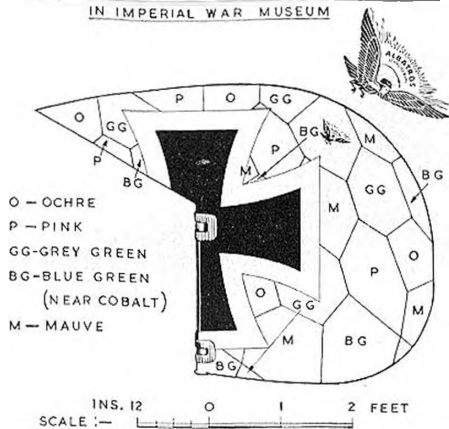 IN IMPERIAL WAR MUSEUM
ALBATROS
O P O GG
GG BG M
P BG M P BG
O — OCHRE
P — PINK
GG-GREY GREEN
BG-BLUE GREEN
(NEAR COBALT)
M — MAUVE
M GG
P O
O GG M
M BG
BG
INS. 12 0 1 2 FEET
SCALE :—